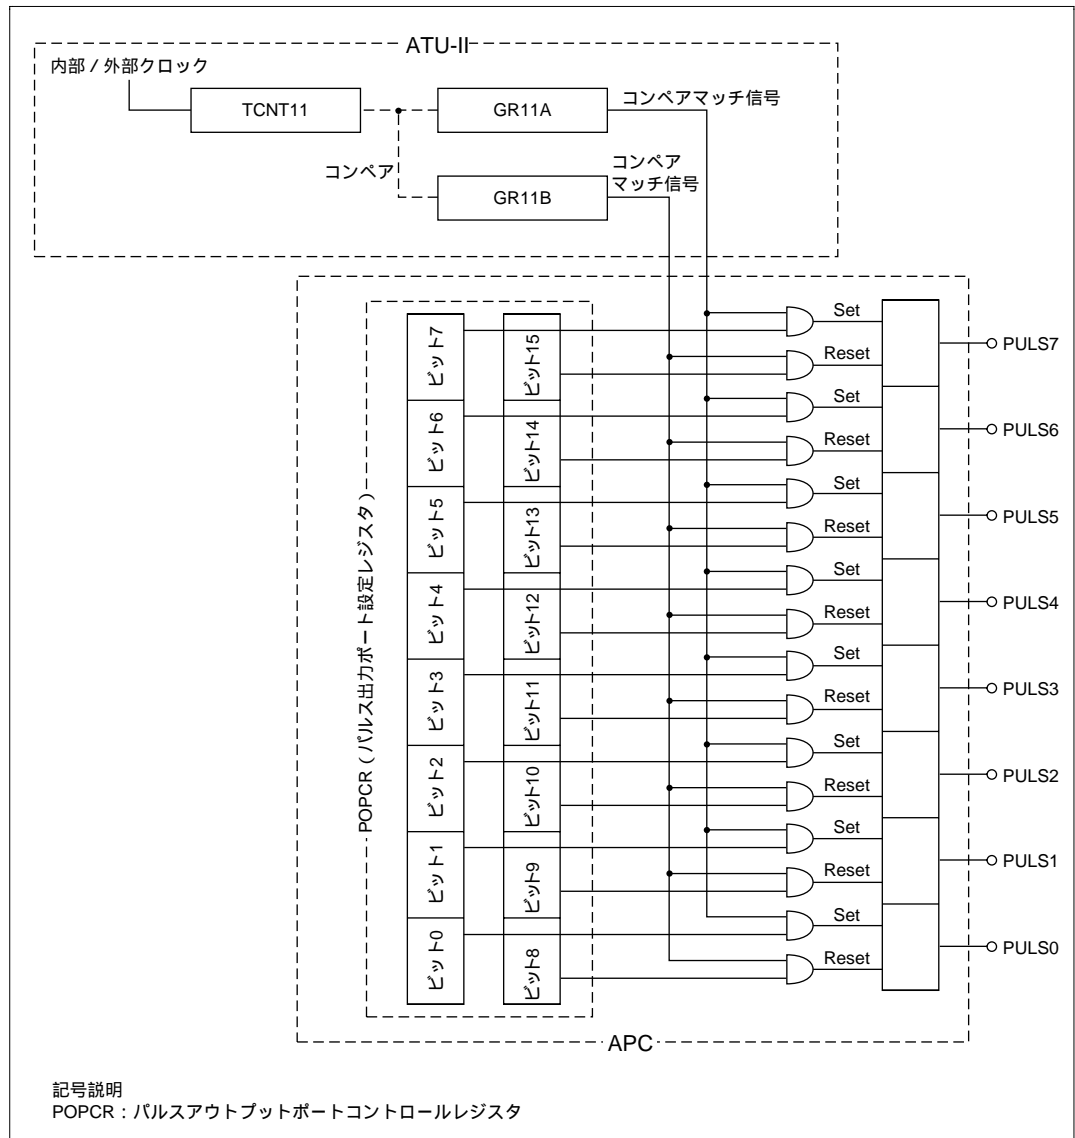 ATU-II
内部 / 外部クロック
TCNT11
GR11A
コンペアマッチ信号
コンペア
GR11B
コンペア
マッチ信号
POPCR ( パルス出力ポート設定レジスタ )
ビット7
ビット15
Set
Reset
PULS7
ビット6
ビット14
Set
Reset
PULS6
ビット5
ビット13
Set
Reset
PULS5
ビット4
ビット12
Set
Reset
PULS4
ビット3
ビット11
Set
Reset
PULS3
ビット2
ビット10
Set
Reset
PULS2
ビット1
ビット9
Set
Reset
PULS1
ビット0
ビット8
Set
Reset
PULS0
APC
記号説明
POPCR : パルスアウトプットポートコントロールレジスタ